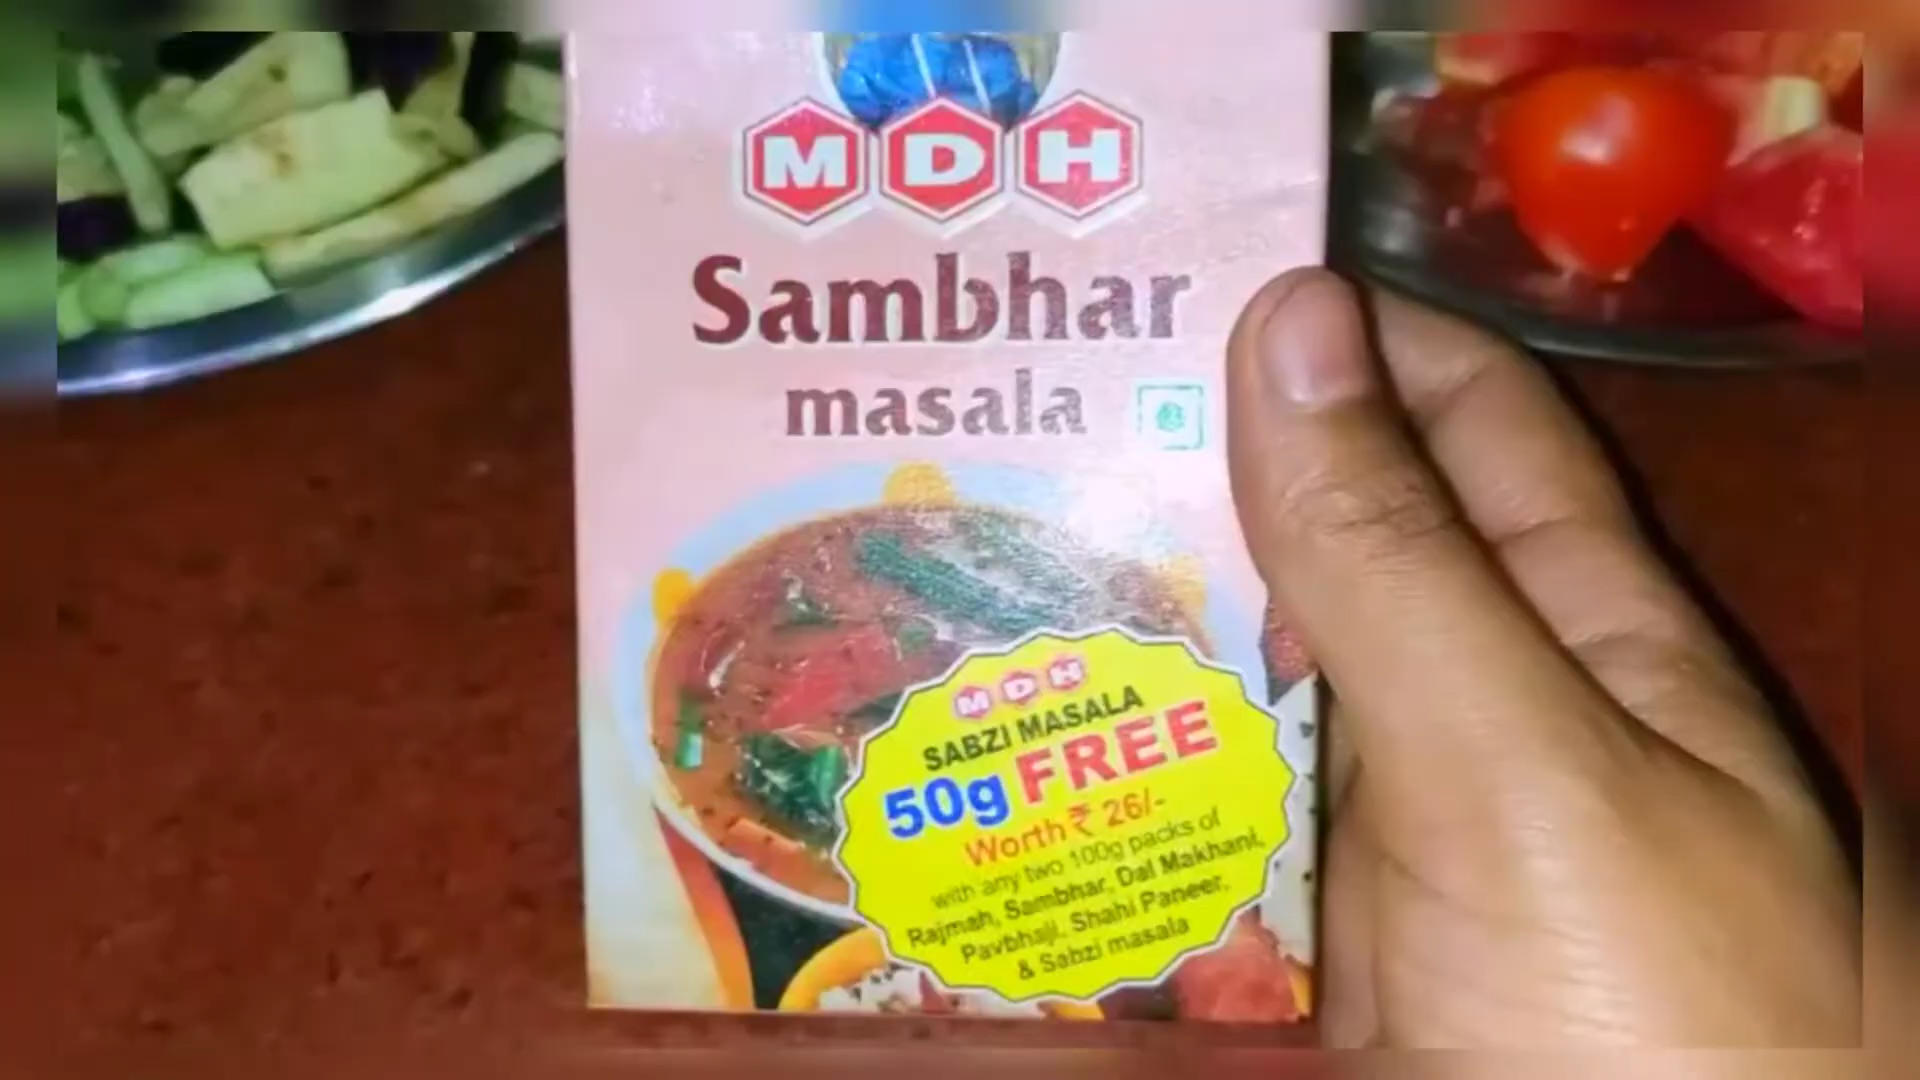 MDH
Sambhar
masala
MDH
SABZI MASALA
50g FREE
Worth ₹ 26/-
with any two 100g packs of
Rajmah, Sambhar, Dal Makhani,
Pavbhaji, Shahi Paneer,
& Sabzi masala